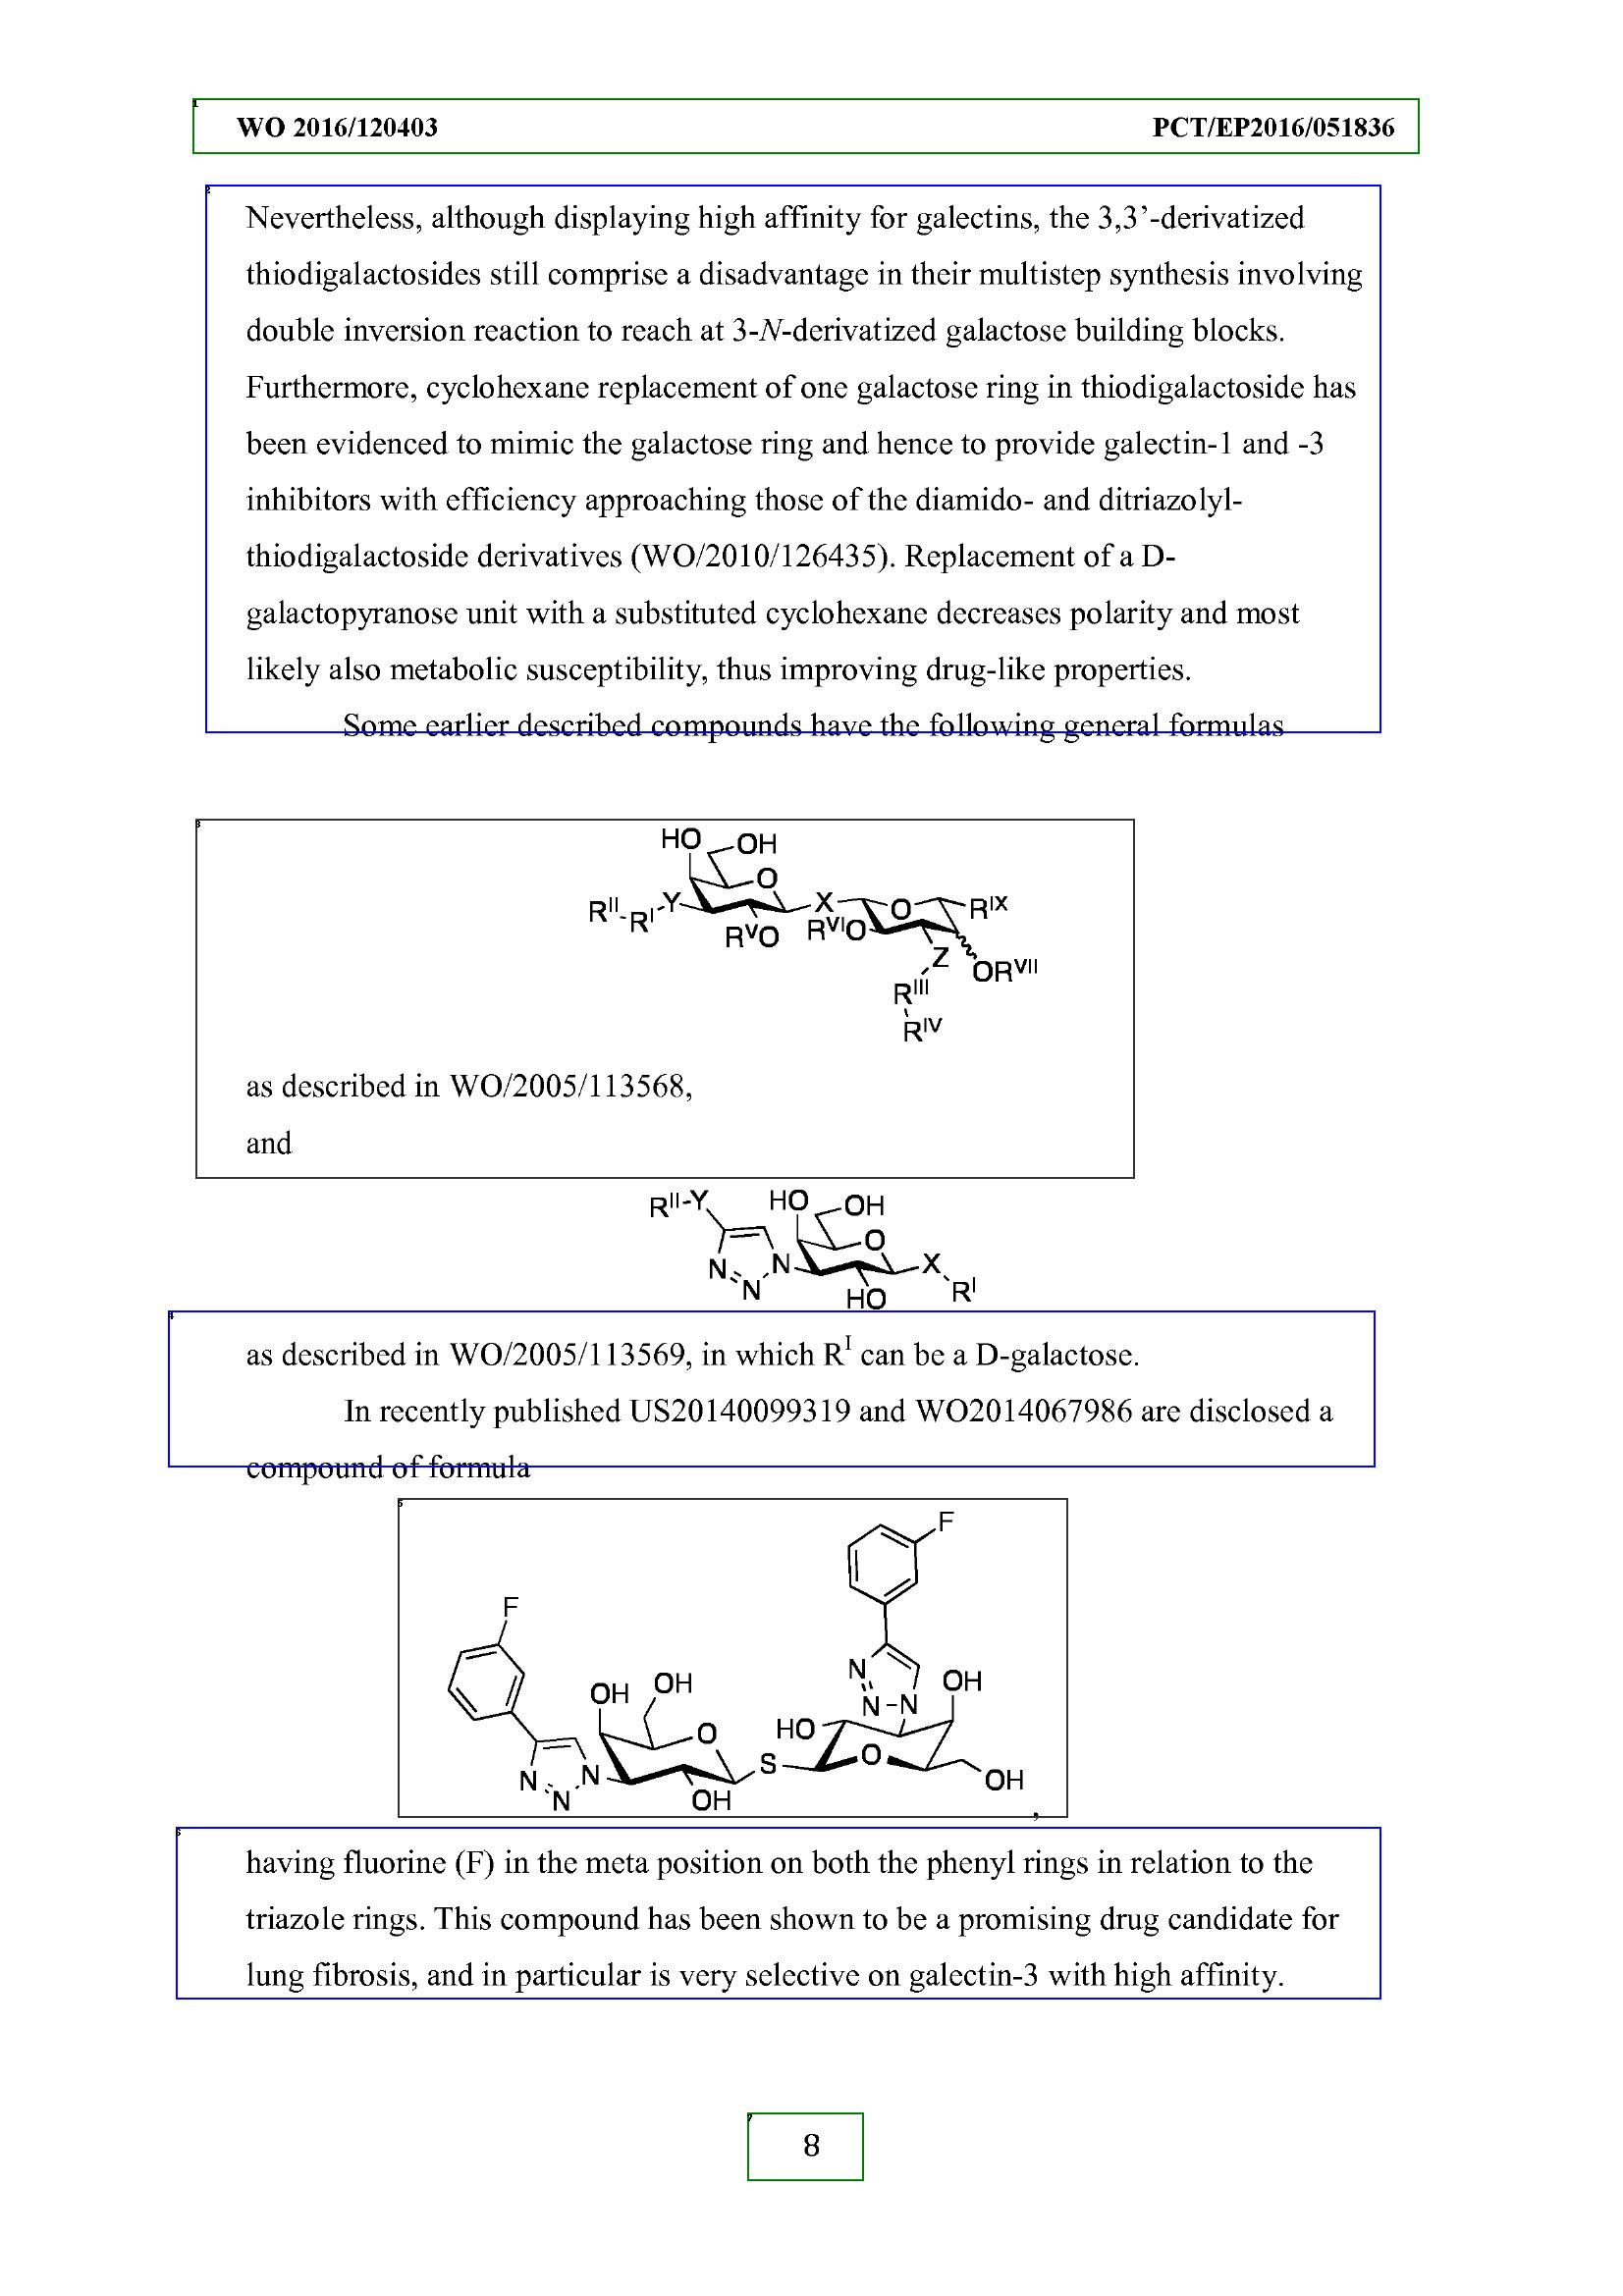 WO 2016/120403 PCT/EP2016/051836
Nevertheless, although displaying high affinity for galectins, the 3,3’-derivatized
thiodigalactosides still comprise a disadvantage in their multistep synthesis involving
double inversion reaction to reach at 3-N-derivatized galactose building blocks.
Furthermore, cyclohexane replacement of one galactose ring in thiodigalactoside has
been evidenced to mimic the galactose ring and hence to provide galectin-1 and -3
inhibitors with efficiency approaching those of the diamido- and ditriazolyl-
thiodigalactoside derivatives (WO/2010/126435). Replacement of a D-
galactopyranose unit with a substituted cyclohexane decreases polarity and most
likely also metabolic susceptibility, thus improving drug-like properties.
Some earlier described compounds have the following general formulas
HO OH
O
R^II R^I Y X O R^IX
R^VO R^VIO
Z OR^VII
R^III
R^IV
as described in WO/2005/113568,
and
R^II-Y HO OH
O
N N N X
HO R^I
as described in WO/2005/113569, in which R^I can be a D-galactose.
In recently published US20140099319 and WO2014067986 are disclosed a
compound of formula
F
F
N
OH OH N N OH
HO
O O
N N S OH
N OH
,
having fluorine (F) in the meta position on both the phenyl rings in relation to the
triazole rings. This compound has been shown to be a promising drug candidate for
lung fibrosis, and in particular is very selective on galectin-3 with high affinity.
8